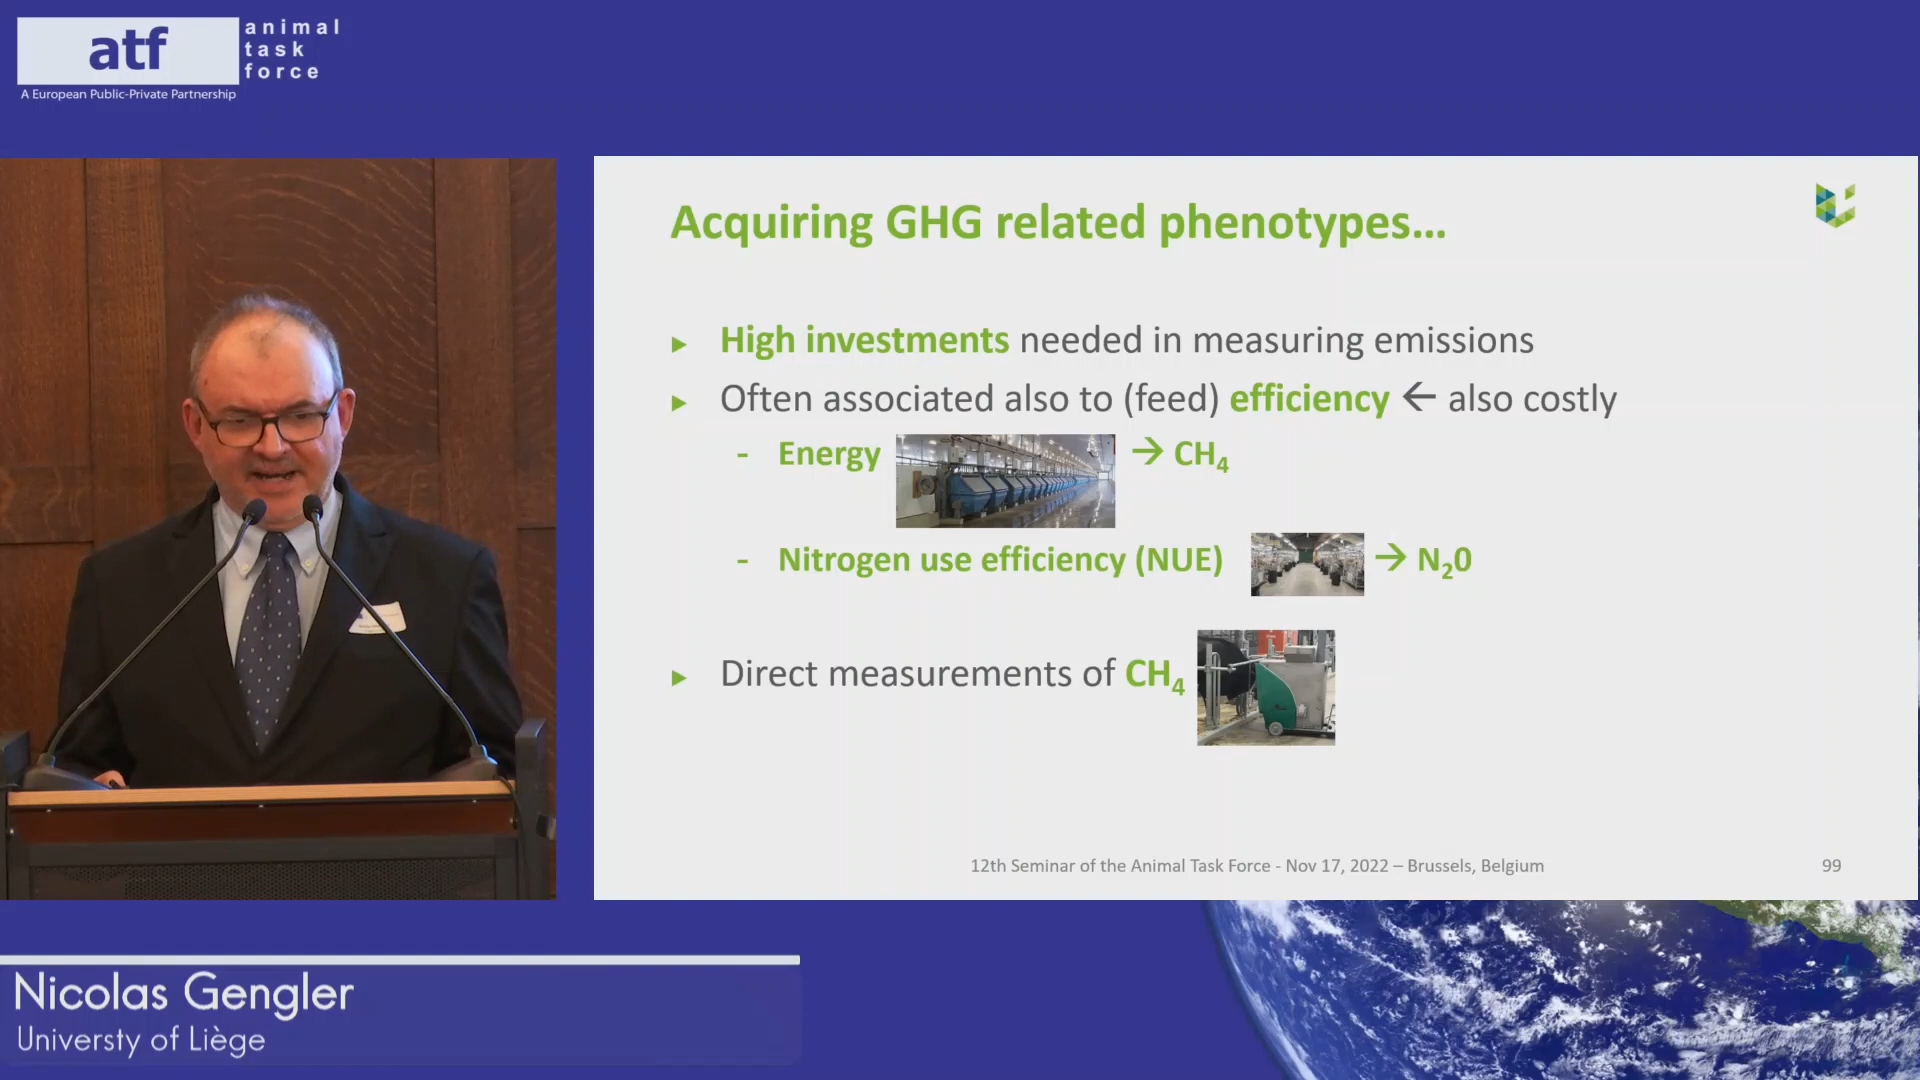 atf
animal
task
force
A European Public-Private Partnership
Acquiring GHG related phenotypes...
▸ High investments needed in measuring emissions
▸ Often associated also to (feed) efficiency ← also costly
- Energy → CH₄
- Nitrogen use efficiency (NUE) → N₂0
▸ Direct measurements of CH₄
12th Seminar of the Animal Task Force - Nov 17, 2022 – Brussels, Belgium
99
Nicolas Gengler
Universty of Liège